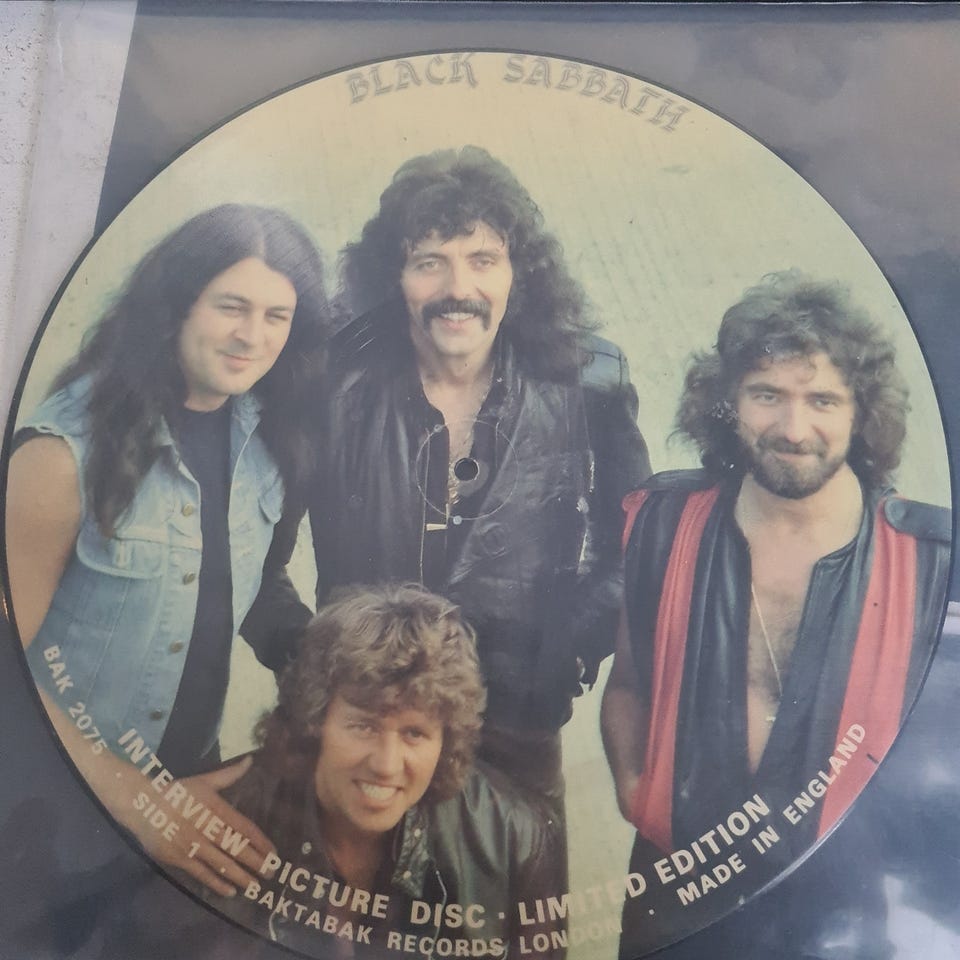 BLACK SABBATH
BAK 2075 · INTERVIEW PICTURE DISC · LIMITED EDITION
SIDE 1 · BAKTABAK RECORDS LONDON · MADE IN ENGLAND